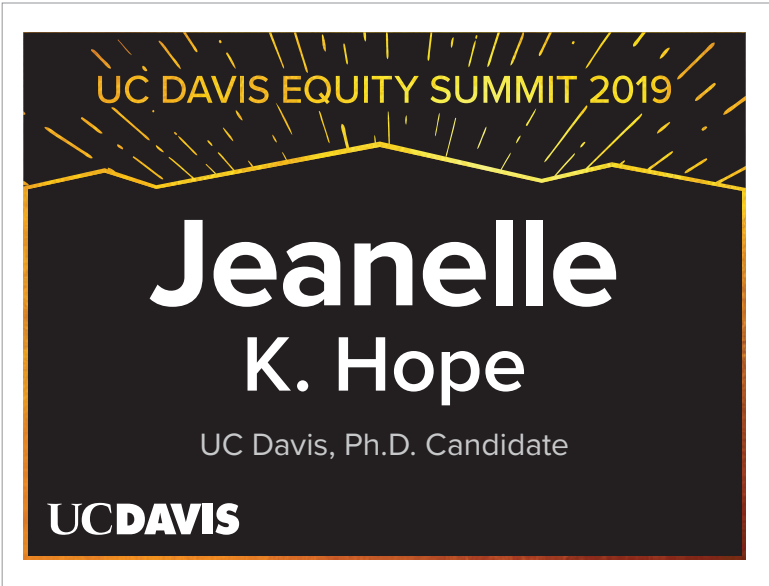 UC DAVIS EQUITY SUMMIT 2019
Jeanelle
K. Hope
UC Davis, Ph.D. Candidate
UCDAVIS